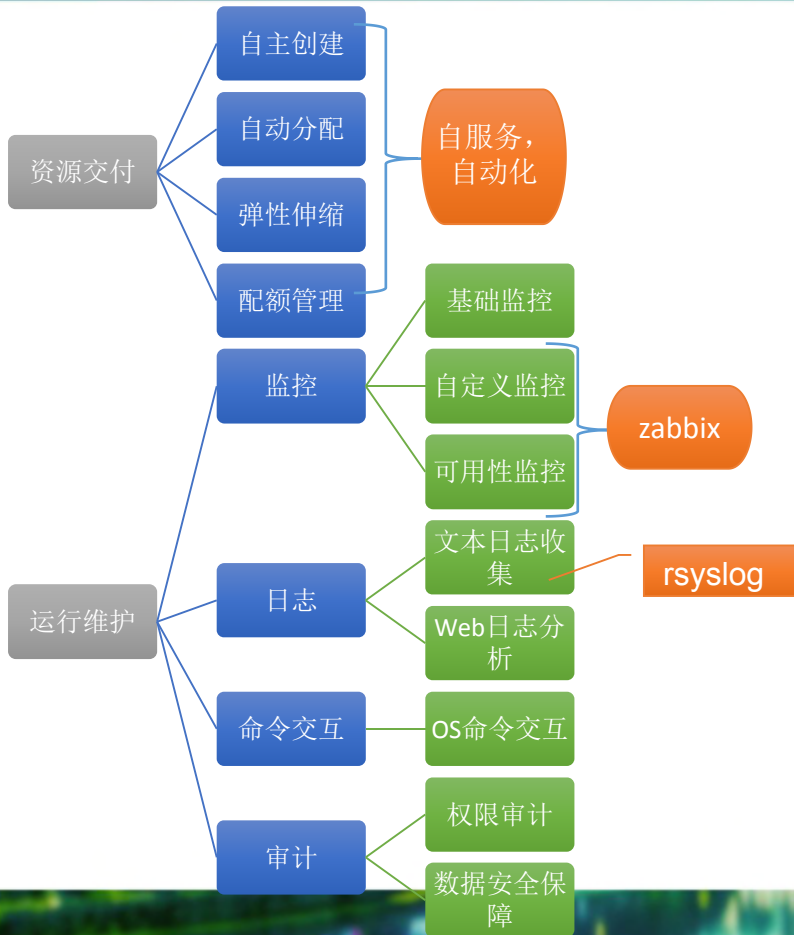 自主创建
自动分配
自服务，
自动化
资源交付
弹性伸缩
配额管理
基础监控
监控
自定义监控
zabbix
可用性监控
文本日志收
集
rsyslog
日志
运行维护
Web日志分
析
命令交互
OS命令交互
权限审计
审计
数据安全保
障